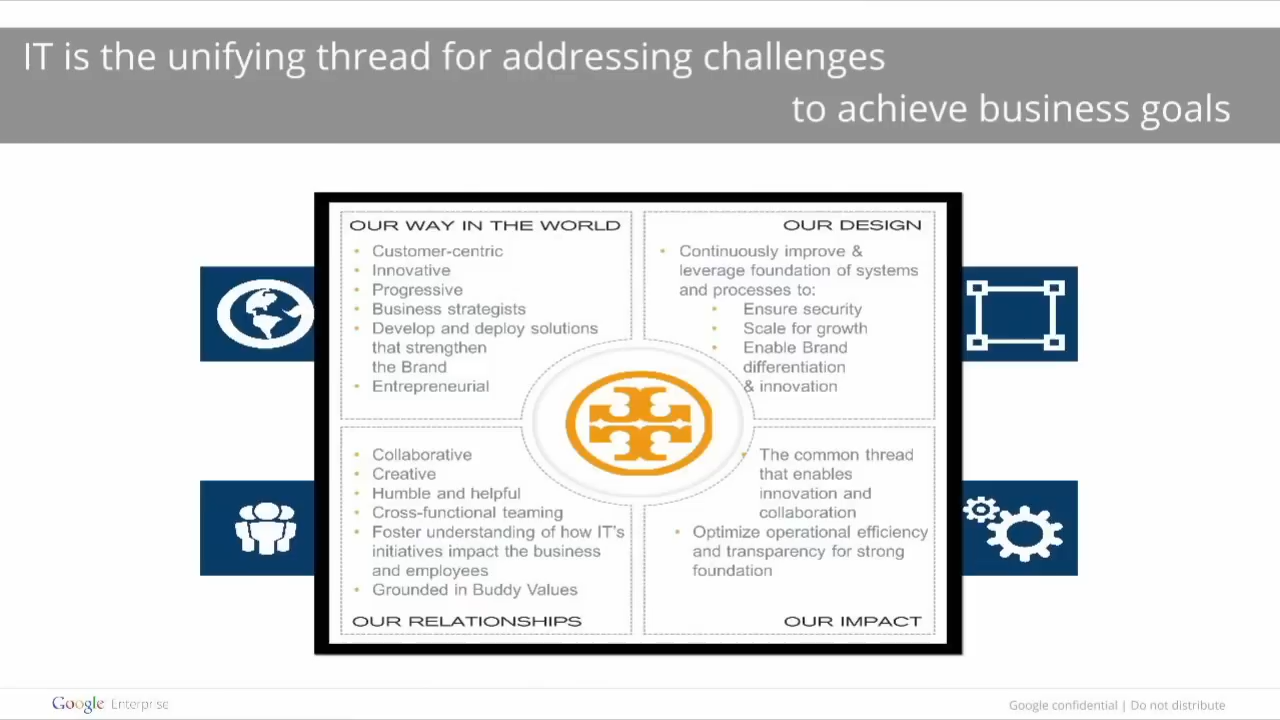 IT is the unifying thread for addressing challenges
to achieve business goals
OUR WAY IN THE WORLD
• Customer-centric
• Innovative
• Progressive
• Business strategists
• Develop and deploy solutions
that strengthen
the Brand
• Entrepreneurial
OUR DESIGN
• Continuously improve &
leverage foundation of systems
and processes to:
• Ensure security
• Scale for growth
• Enable Brand
differentiation
& innovation
• Collaborative
• Creative
• Humble and helpful
• Cross-functional teaming
• Foster understanding of how IT's
initiatives impact the business
and employees
• Grounded in Buddy Values
OUR RELATIONSHIPS
• The common thread
that enables
innovation and
collaboration
• Optimize operational efficiency
and transparency for strong
foundation
OUR IMPACT
Google Enterprise
Google confidential | Do not distribute